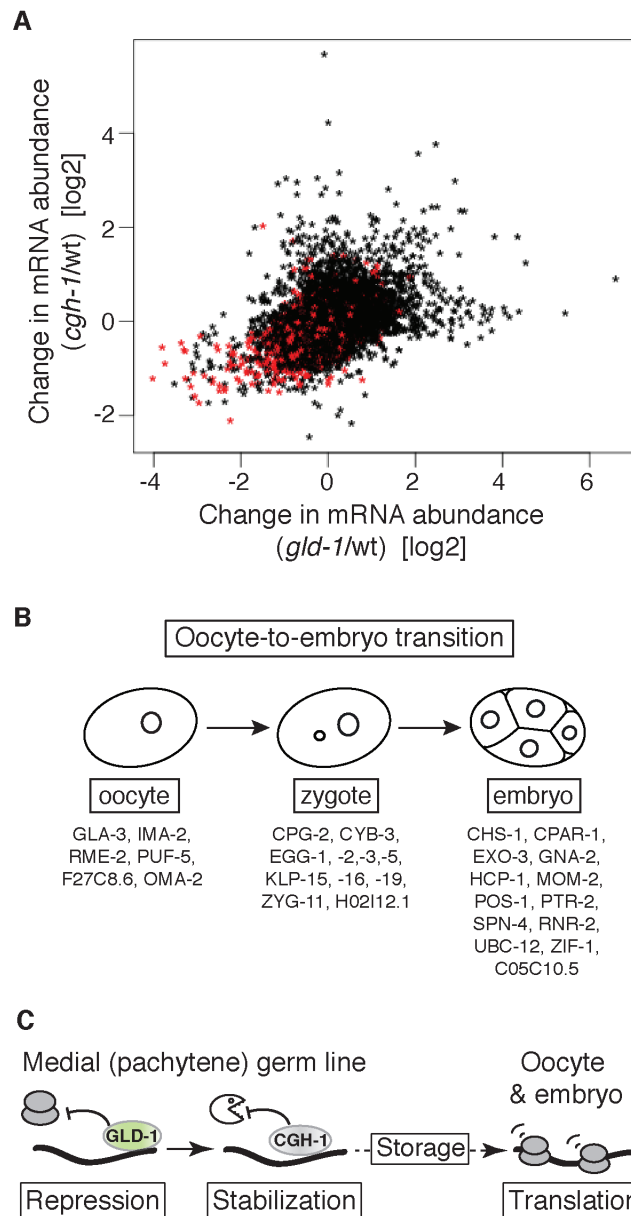 A
Change in mRNA abundance
(cgh-1/wt) [log2]
4
2
0
-2
-4
-2
0
2
4
6
Change in mRNA abundance
(gld-1/wt) [log2]
B
Oocyte-to-embryo transition
oocyte
zygote
embryo
GLA-3, IMA-2,
RME-2, PUF-5,
F27C8.6, OMA-2
CPG-2, CYB-3,
EGG-1, -2,-3,-5,
KLP-15, -16, -19,
ZYG-11, H02I12.1
CHS-1, CPAR-1,
EXO-3, GNA-2,
HCP-1, MOM-2,
POS-1, PTR-2,
SPN-4, RNR-2,
UBC-12, ZIF-1,
C05C10.5
C
Medial (pachytene) germ line
Oocyte
& embryo
GLD-1
CGH-1
Storage
Repression
Stabilization
Translation